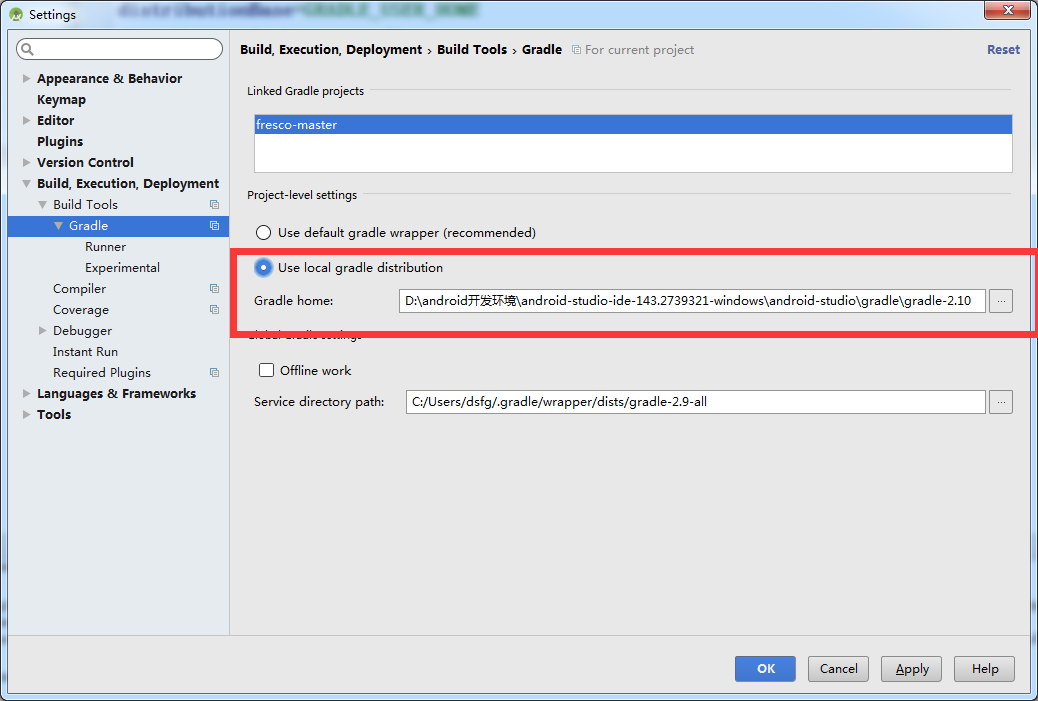 Settings
distributionBase=GRADLE_USER_HOME
Appearance & Behavior
Keymap
Editor
Plugins
Version Control
Build, Execution, Deployment
Build Tools
Gradle
Runner
Experimental
Compiler
Coverage
Debugger
Instant Run
Required Plugins
Languages & Frameworks
Tools
Build, Execution, Deployment › Build Tools › Gradle For current project
Reset
Linked Gradle projects
fresco-master
Project-level settings
Use default gradle wrapper (recommended)
Use local gradle distribution
Gradle home: D:\android开发环境\android-studio-ide-143.2739321-windows\android-studio\gradle\gradle-2.10 ...
Global Gradle settings
Offline work
Service directory path: C:/Users/dsfg/.gradle/wrapper/dists/gradle-2.9-all ...
OK Cancel Apply Help